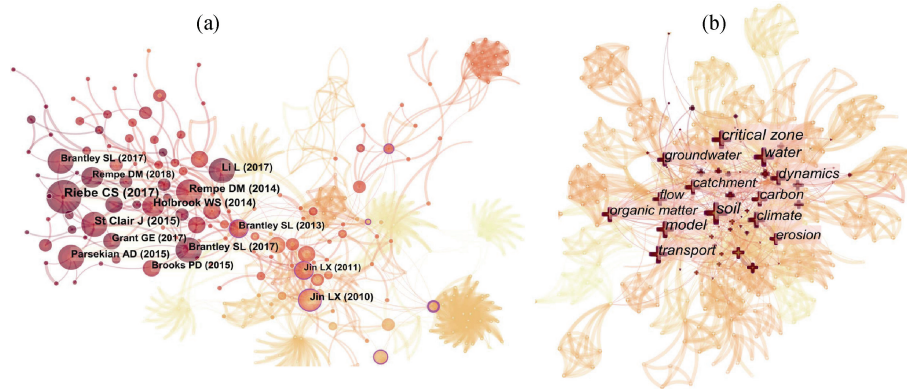 (a)
Brantley SL (2017)
Rempe DM (2018)
Riebe CS (2017)
Li L (2017)
Rempe DM (2014)
Holbrook WS (2014)
St Clair J (2015)
Brantley SL (2013)
Grant GE (2017)
Brantley SL (2017)
Parsekian AD (2015)
Brooks PD (2015)
Jin LX (2011)
Jin LX (2010)
(b)
critical zone
groundwater
water
dynamics
catchment
flow
carbon
organic matter
soil
climate
model
erosion
transport